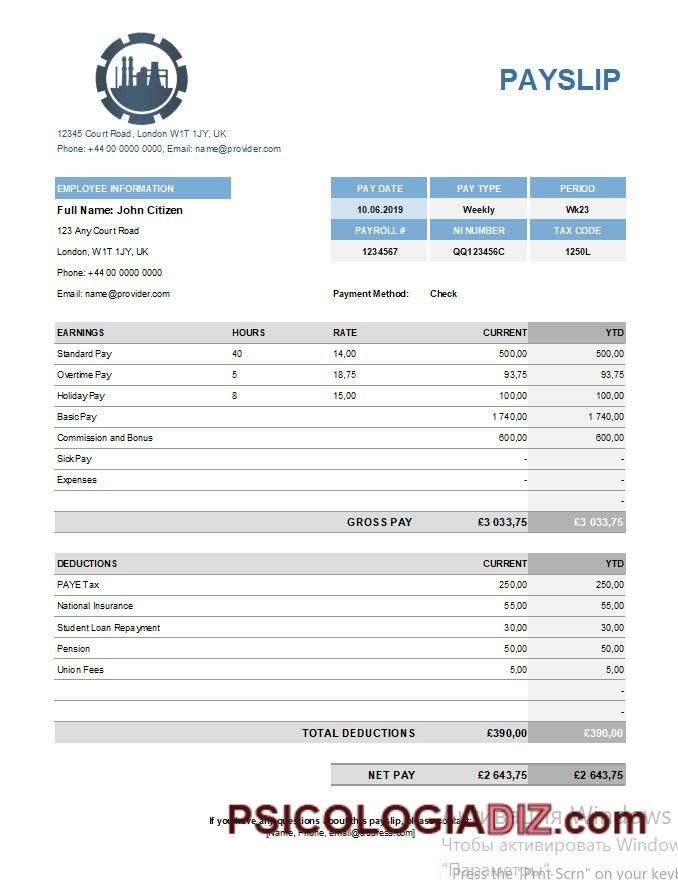 PAYSLIP
12345 Court Road, London W1T 1JY, UK
Phone: +44 00 0000 0000, Email: name@provider.com
EMPLOYEE INFORMATION PAY DATE PAY TYPE PERIOD
Full Name: John Citizen 10.06.2019 Weekly Wk23
123 Any Court Road PAYROLL # NI NUMBER TAX CODE
London, W1T 1JY, UK 1234567 QQ123456C 1250L
Phone: +44 00 0000 0000
Email: name@provider.com Payment Method: Check
EARNINGS HOURS RATE CURRENT YTD
Standard Pay 40 14,00 500,00 500,00
Overtime Pay 5 18,75 93,75 93,75
Holiday Pay 8 15,00 100,00 100,00
Basic Pay 1 740,00 1 740,00
Commission and Bonus 600,00 600,00
Sick Pay - -
Expenses - -
-
GROSS PAY £3 033,75 £3 033,75
DEDUCTIONS CURRENT YTD
PAYE Tax 250,00 250,00
National Insurance 55,00 55,00
Student Loan Repayment 30,00 30,00
Pension 50,00 50,00
Union Fees 5,00 5,00
-
-
TOTAL DEDUCTIONS £390,00 £390,00
NET PAY £2 643,75 £2 643,75
If you have any questions about this payslip, please contact:
[Name, Phone, email@address.com]
PSICOLOGIADIZ.com
Windows
Чтобы активировать Window
"Параметры".
Press the "Prnt Scrn" on your keyb